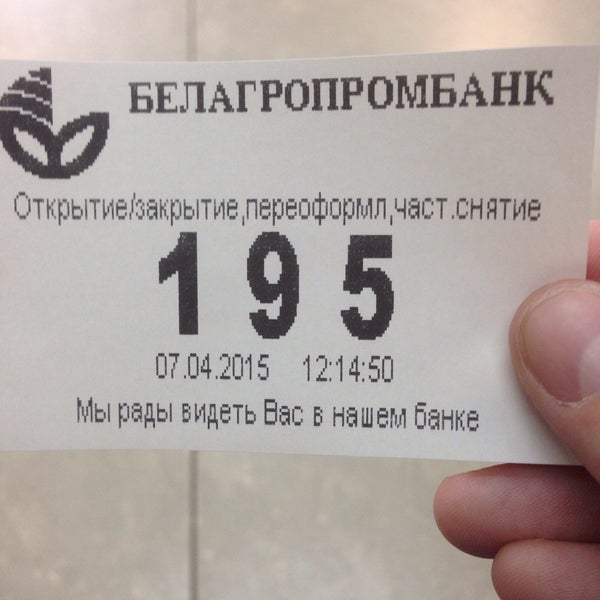 БЕЛАГРОПРОМБАНК
Открытие/закрытие,переоформл,част.снятие
195
07.04.2015 12:14:50
Мы рады видеть Вас в нашем банке